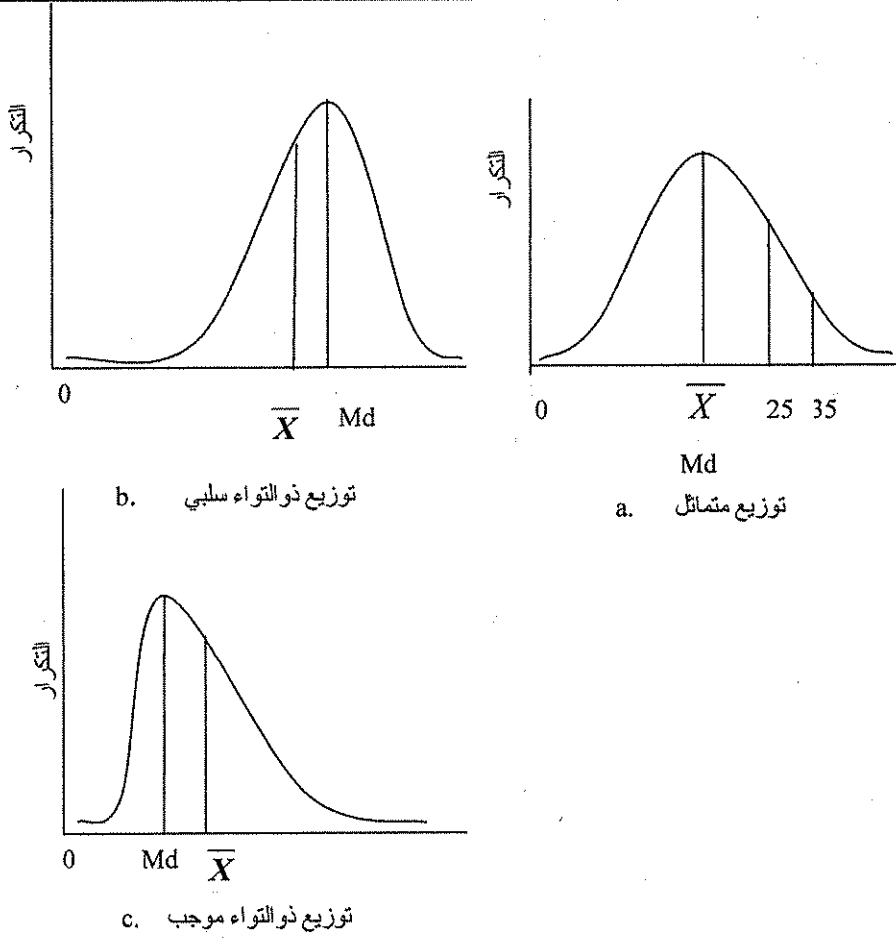 التكرار
0
X̅ Md
b. توزيع ذو التواء سلبي
التكرار
0 X̅ 25 35
Md
a. توزيع متماثل
التكرار
0 Md X̅
c. توزيع ذو التواء موجب